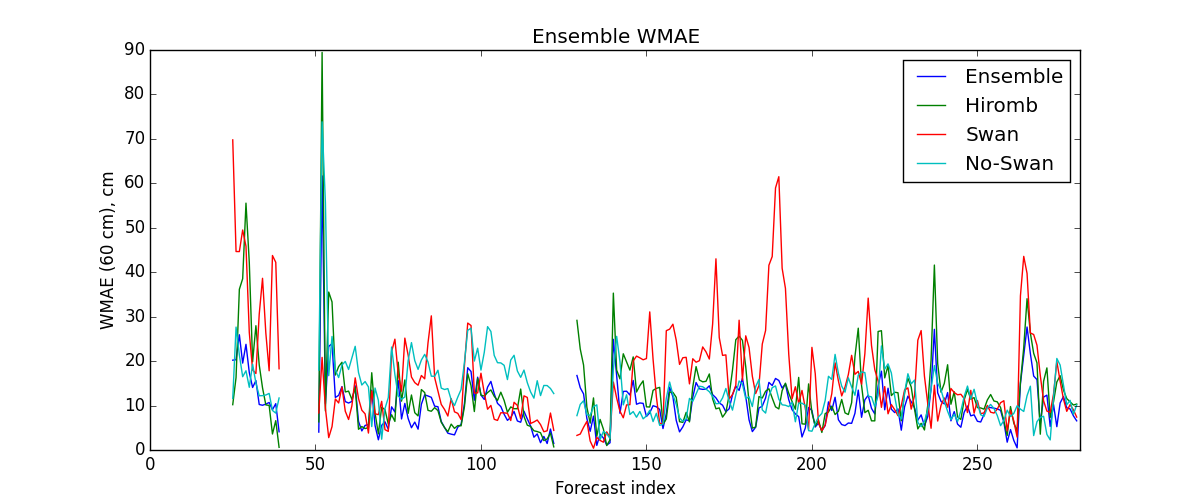 Ensemble WMAE
90
80
70
60
50
40
30
20
10
0
WMAE (60 cm), cm
Ensemble
Hiromb
Swan
No-Swan
0 50 100 150 200 250
Forecast index